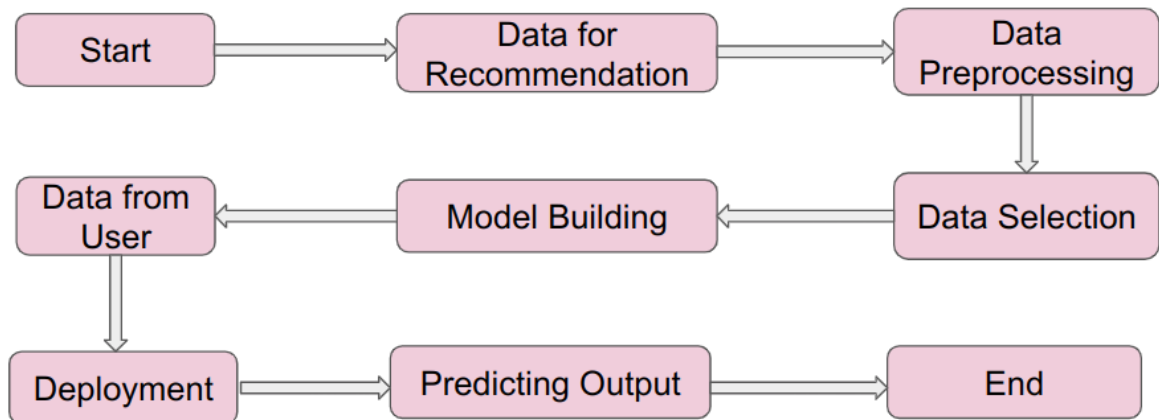 Start
Data for
Recommendation
Data
Preprocessing
Data from
User
Model Building
Data Selection
Deployment
Predicting Output
End